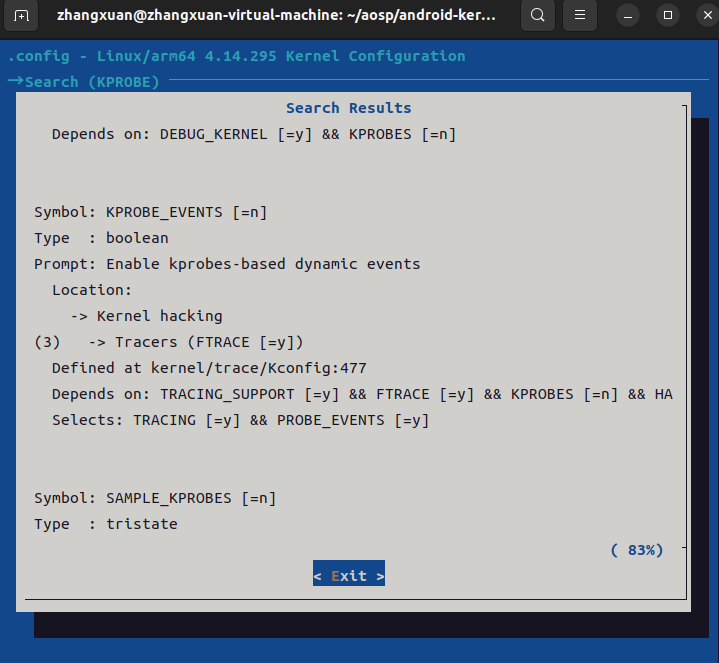 zhangxuan@zhangxuan-virtual-machine: ~/aosp/android-ker...
.config - Linux/arm64 4.14.295 Kernel Configuration
→Search (KPROBE)
Search Results
Depends on: DEBUG_KERNEL [=y] && KPROBES [=n]
Symbol: KPROBE_EVENTS [=n]
Type  : boolean
Prompt: Enable kprobes-based dynamic events
Location:
-> Kernel hacking
(3)   -> Tracers (FTRACE [=y])
Defined at kernel/trace/Kconfig:477
Depends on: TRACING_SUPPORT [=y] && FTRACE [=y] && KPROBES [=n] && HA
Selects: TRACING [=y] && PROBE_EVENTS [=y]
Symbol: SAMPLE_KPROBES [=n]
Type  : tristate
( 83%)
< Exit >